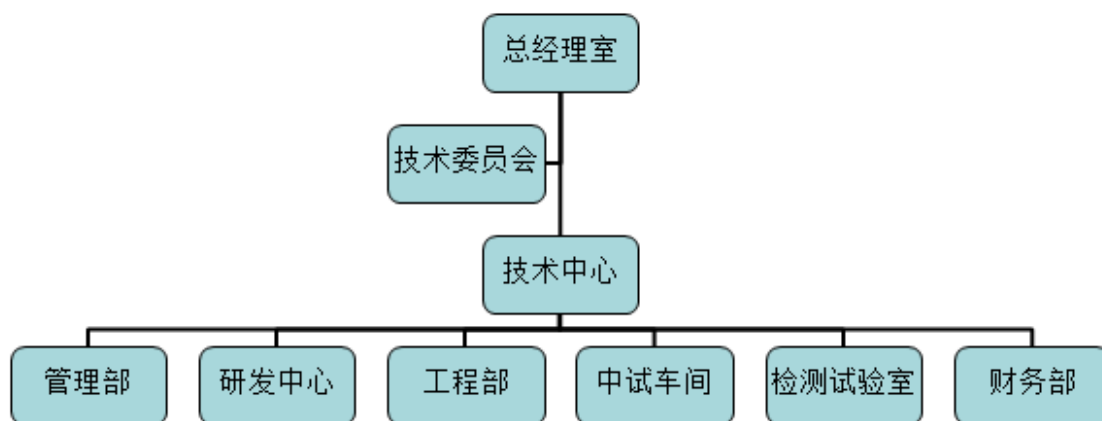 总经理室
技术委员会
技术中心
管理部
研发中心
工程部
中试车间
检测试验室
财务部